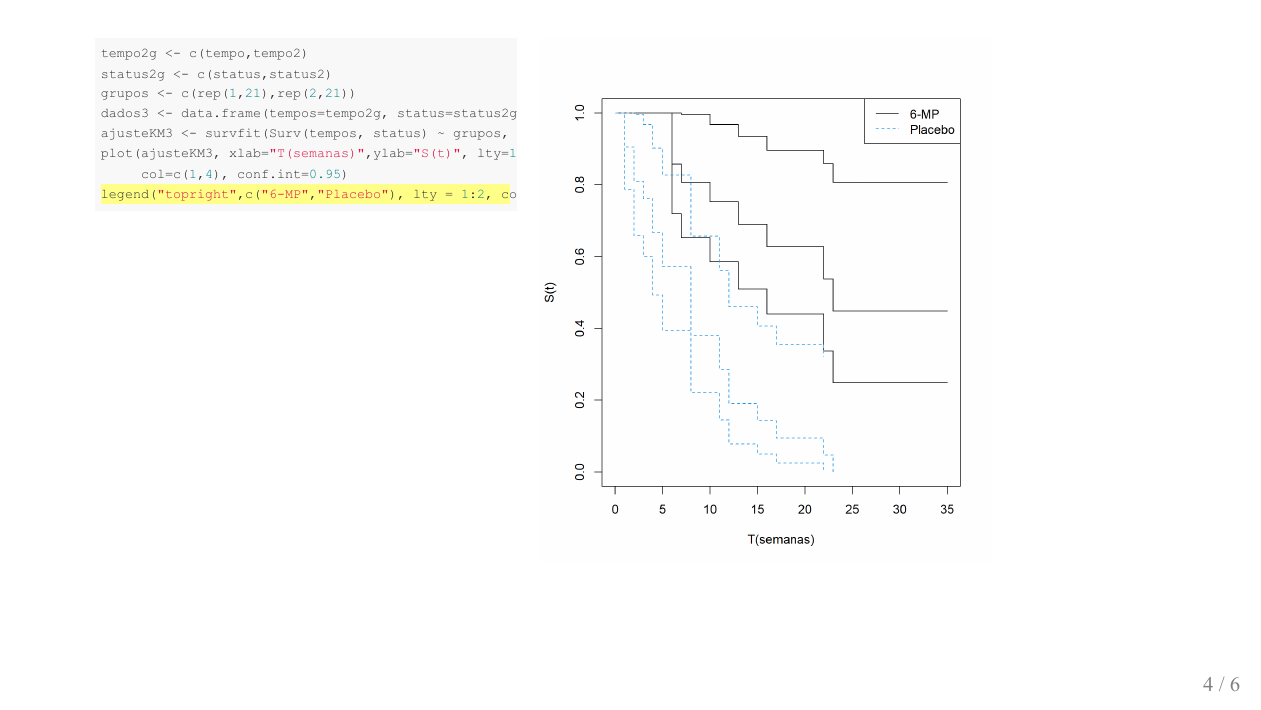 tempo2g <- c(tempo,tempo2)
status2g <- c(status,status2)
grupos <- c(rep(1,21),rep(2,21))
dados3 <- data.frame(tempos=tempo2g, status=status2g
ajusteKM3 <- survfit(Surv(tempos, status) ~ grupos,
plot(ajusteKM3, xlab="T(semanas)",ylab="S(t)", lty=1
col=c(1,4), conf.int=0.95)
legend("topright",c("6-MP","Placebo"), lty = 1:2, co
6-MP
Placebo
1.0
0.8
0.6
0.4
0.2
0.0
S(t)
0 5 10 15 20 25 30 35
T(semanas)
4 / 6